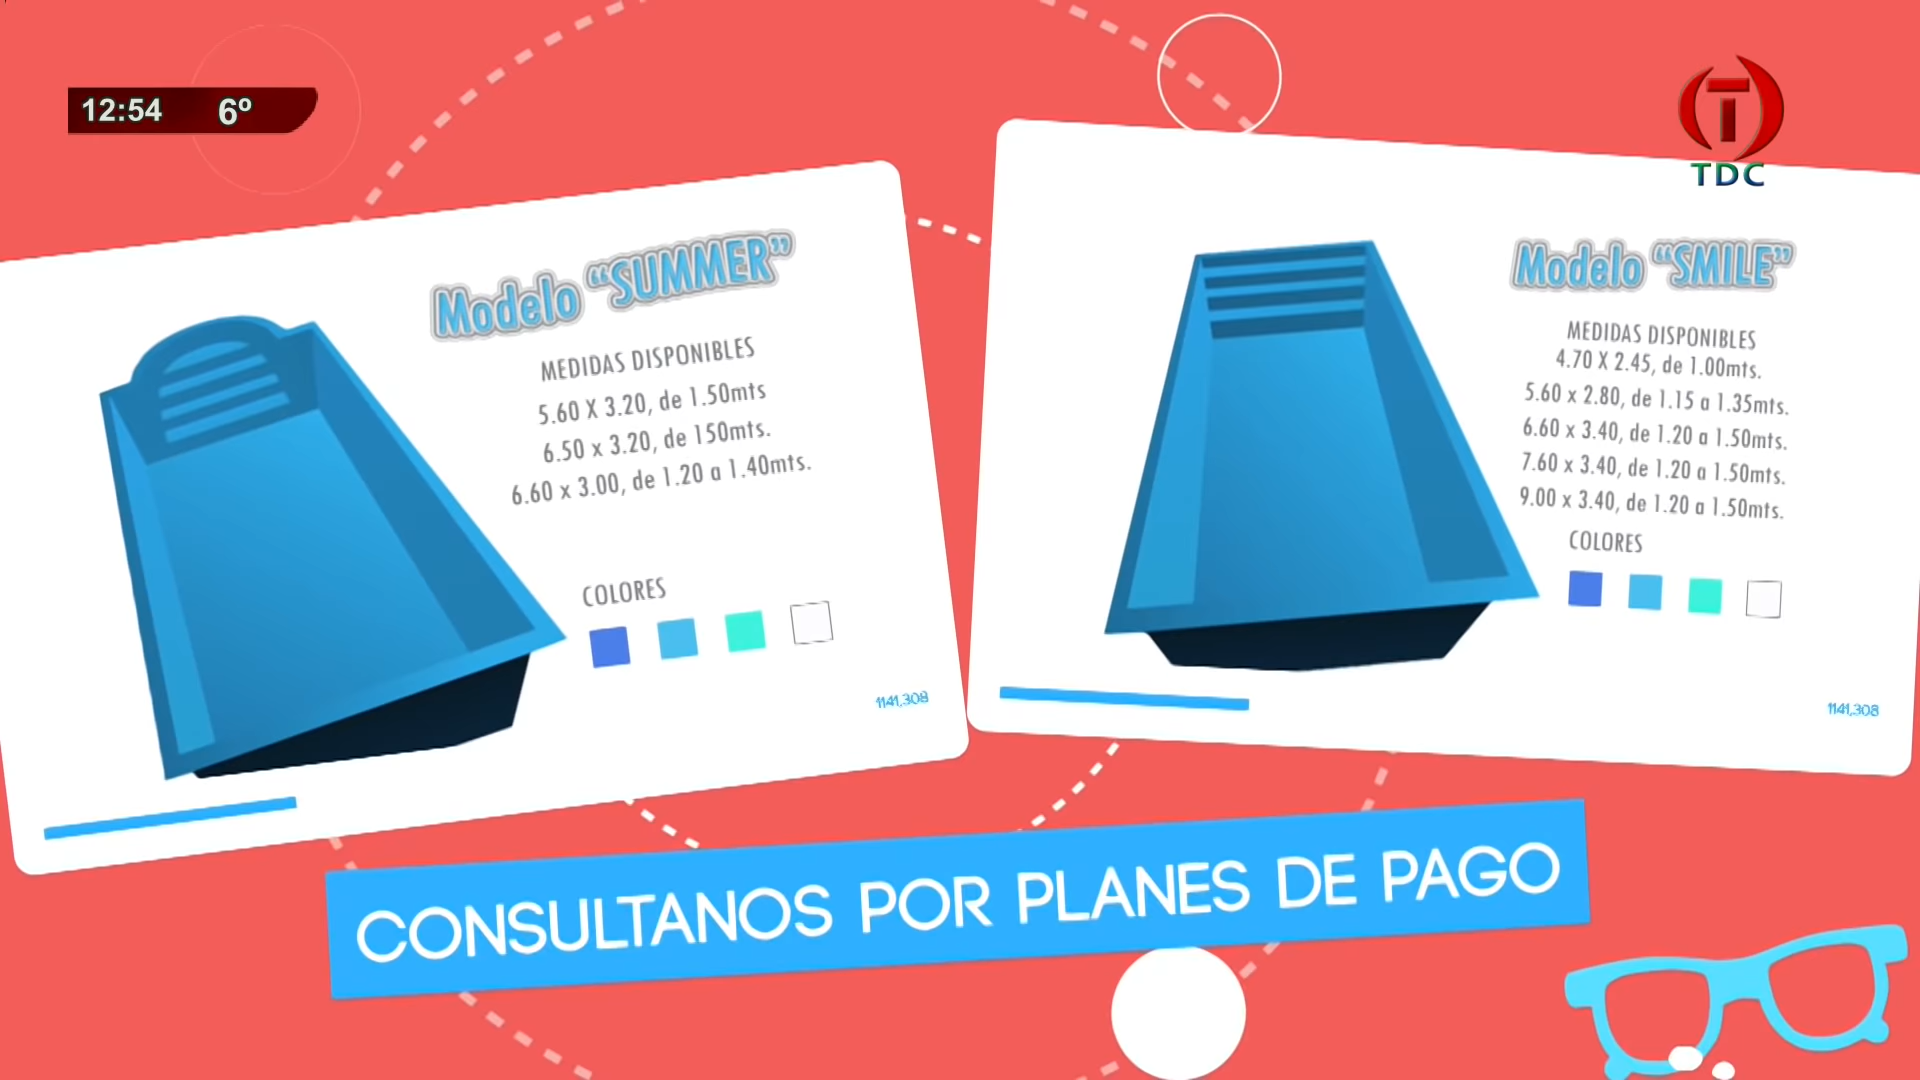 12:54 6º
T
TDC
Modelo “SUMMER”
MEDIDAS DISPONIBLES
5.60 X 3.20, de 1.50mts
6.50 x 3.20, de 150mts.
6.60 x 3.00, de 1.20 a 1.40mts.
COLORES
1141,308
Modelo “SMILE”
MEDIDAS DISPONIBLES
4.70 X 2.45, de 1.00mts.
5.60 x 2.80, de 1.15 a 1.35mts.
6.60 x 3.40, de 1.20 a 1.50mts.
7.60 x 3.40, de 1.20 a 1.50mts.
9.00 x 3.40, de 1.20 a 1.50mts.
COLORES
1141,308
CONSULTANOS POR PLANES DE PAGO